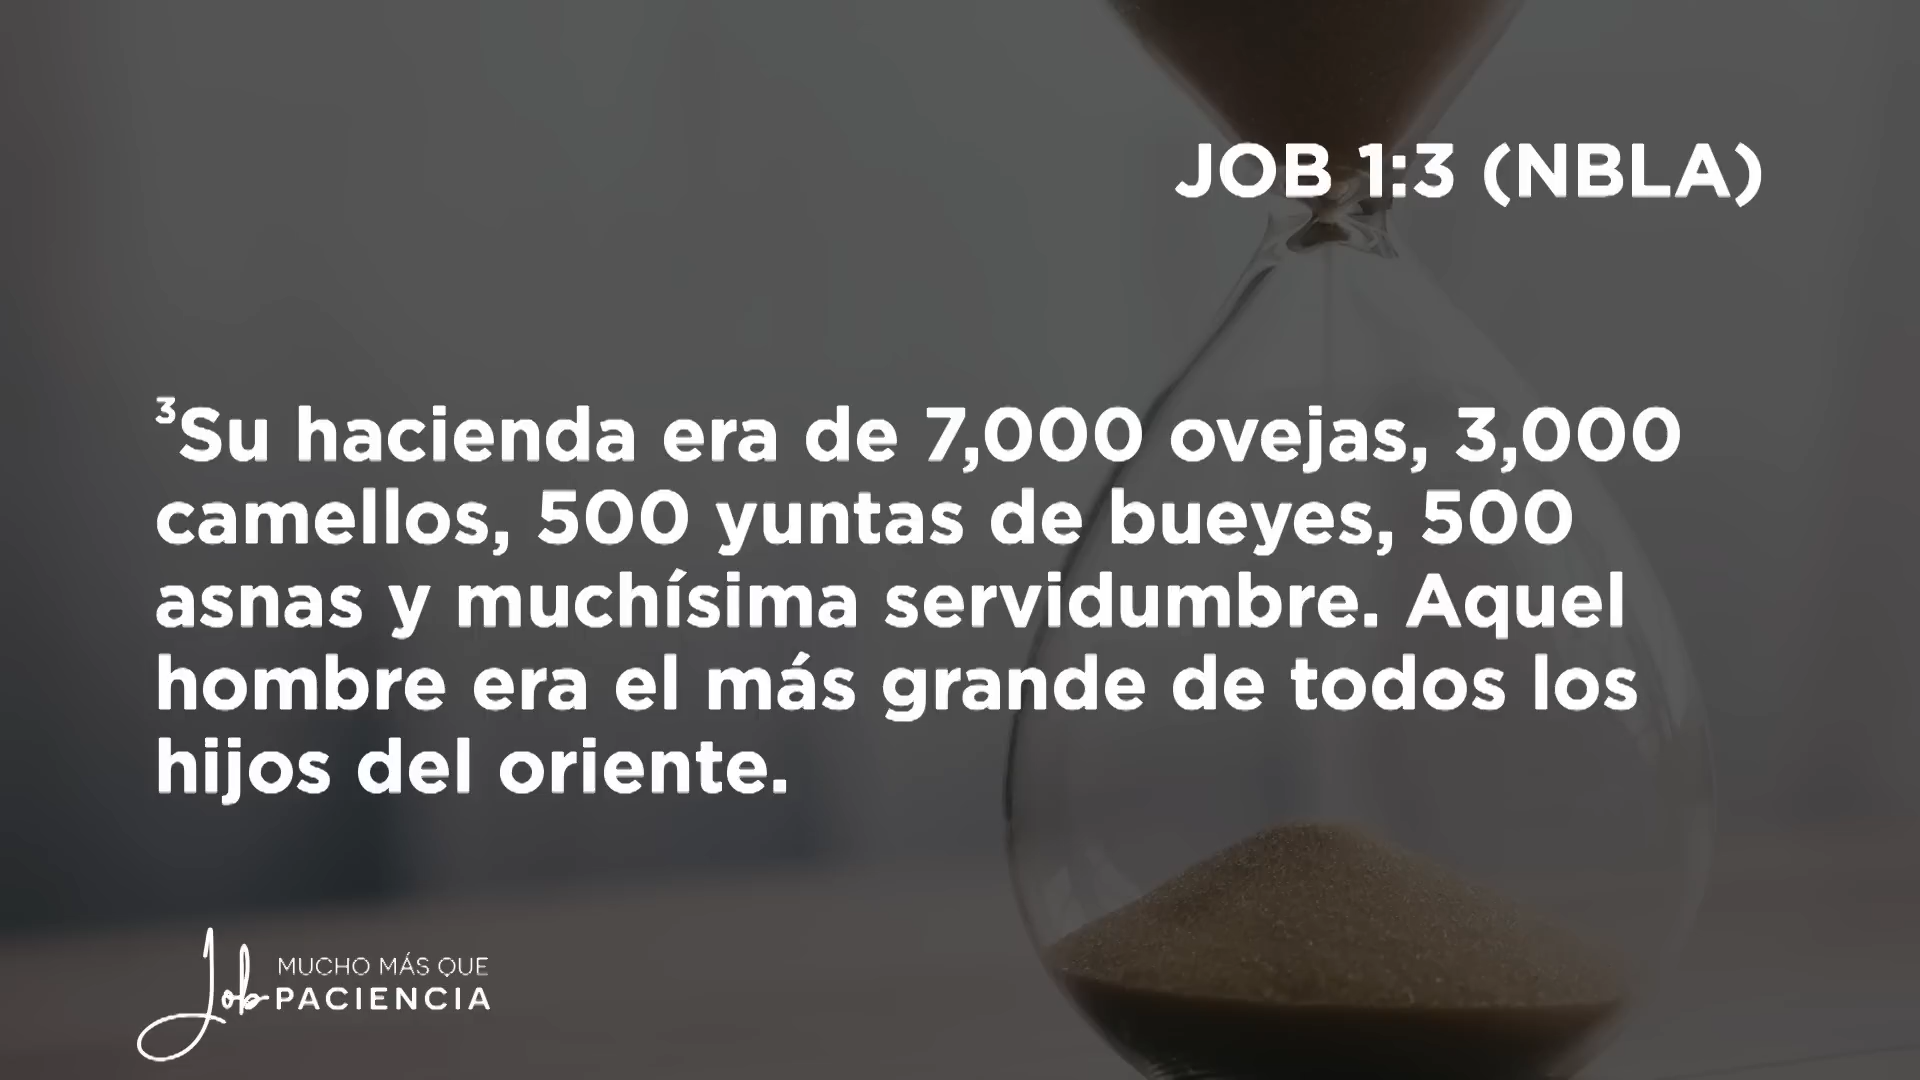 JOB 1:3 (NBLA)
³Su hacienda era de 7,000 ovejas, 3,000
camellos, 500 yuntas de bueyes, 500
asnas y muchísima servidumbre. Aquel
hombre era el más grande de todos los
hijos del oriente.
Job MUCHO MÁS QUE
PACIENCIA